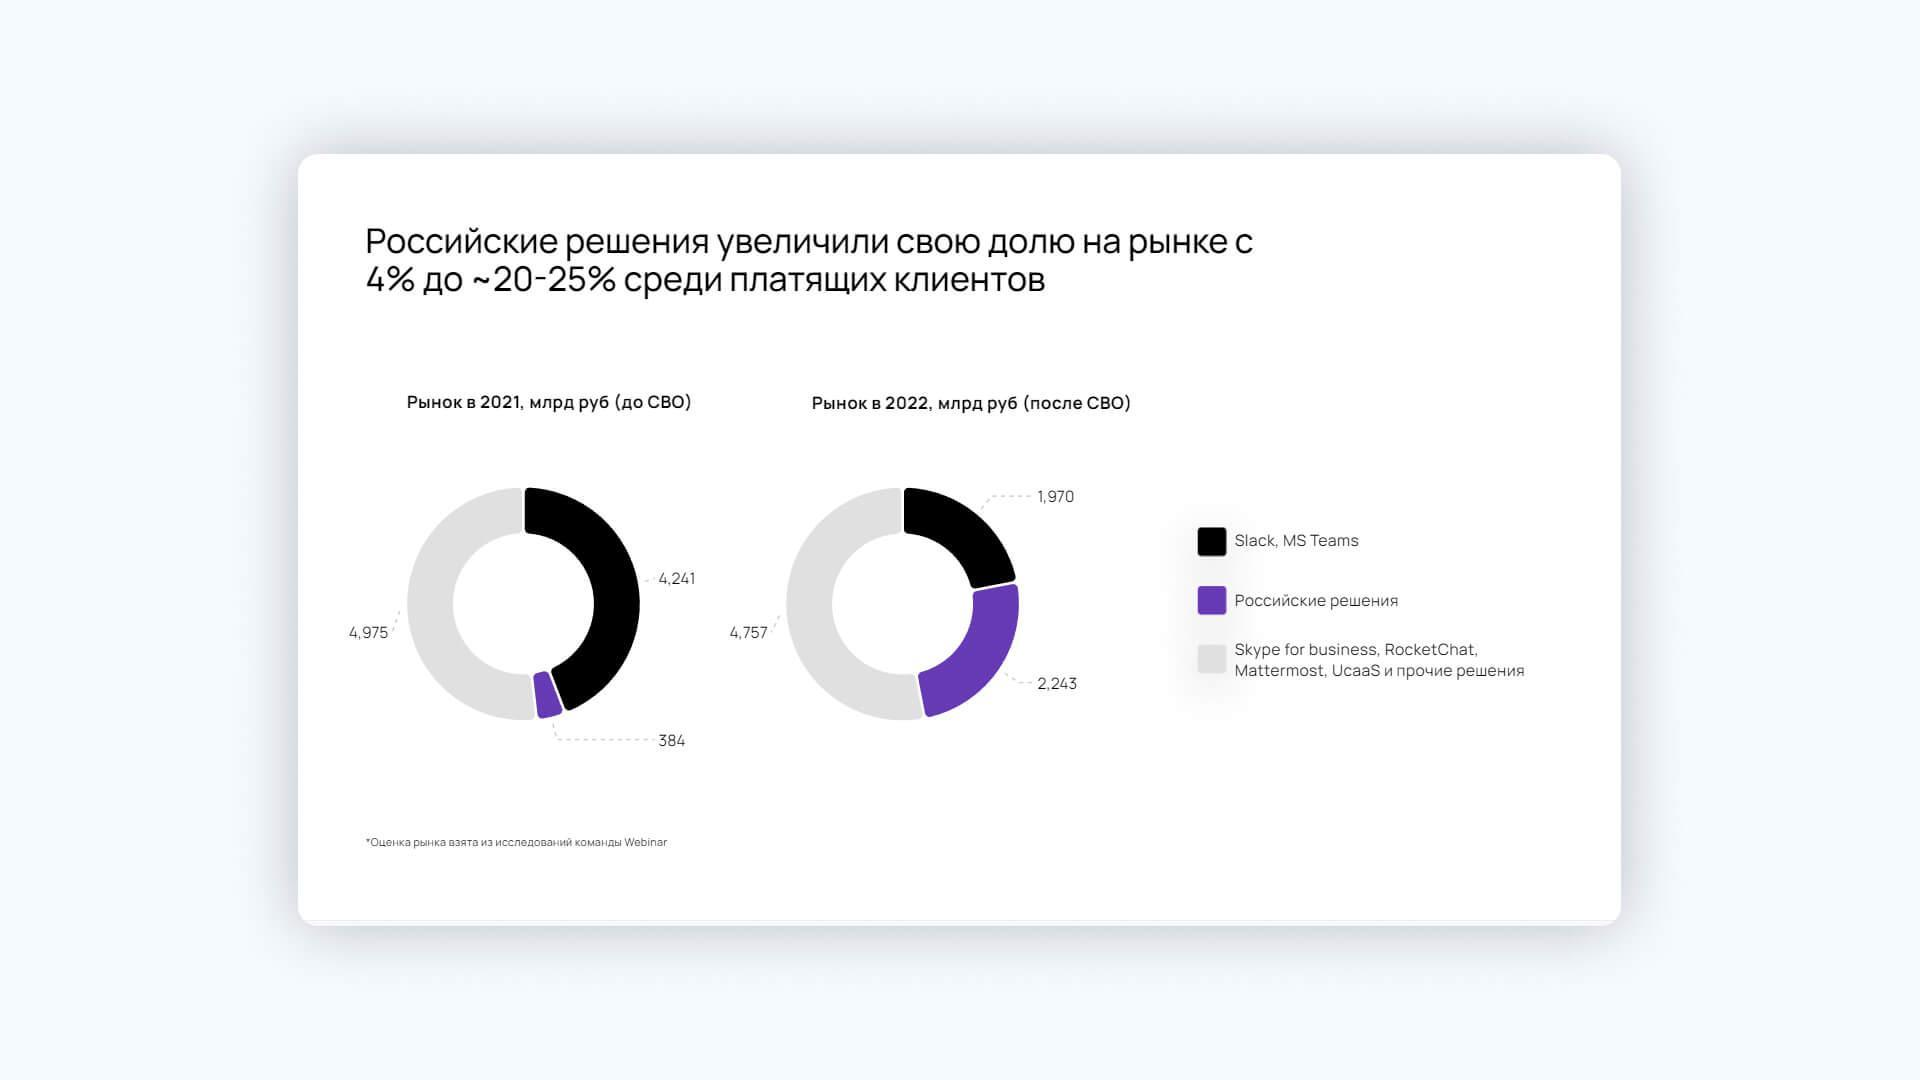 Российские решения увеличили свою долю на рынке с
4% до ~20-25% среди платящих клиентов
Рынок в 2021, млрд руб (до СВО)
4,241
4,975
384
Рынок в 2022, млрд руб (после СВО)
1,970
4,757
2,243
Slack, MS Teams
Российские решения
Skype for business, RocketChat,
Mattermost, UcaaS и прочие решения
*Оценка рынка взята из исследований команды Webinar